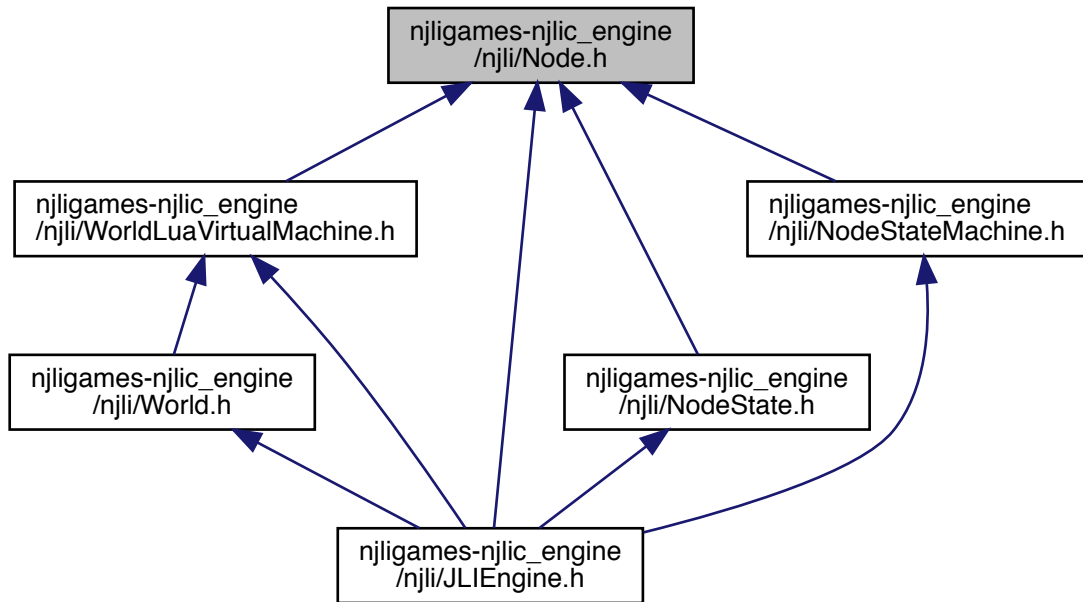 njligames-njlic_engine
/njli/Node.h
njligames-njlic_engine
/njli/WorldLuaVirtualMachine.h
njligames-njlic_engine
/njli/NodeStateMachine.h
njligames-njlic_engine
/njli/World.h
njligames-njlic_engine
/njli/NodeState.h
njligames-njlic_engine
/njli/JLIEngine.h